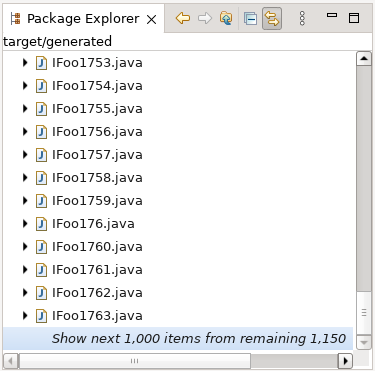 Package Explorer
target/generated
IFoo1753.java
IFoo1754.java
IFoo1755.java
IFoo1756.java
IFoo1757.java
IFoo1758.java
IFoo1759.java
IFoo176.java
IFoo1760.java
IFoo1761.java
IFoo1762.java
IFoo1763.java
Show next 1,000 items from remaining 1,150